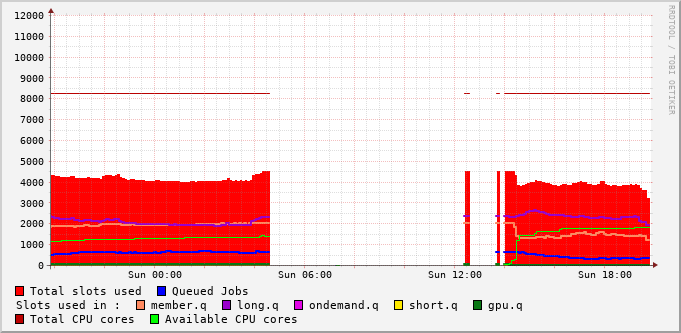 RRDTOOL / TOBI OETIKER
12000
11000
10000
9000
8000
7000
6000
5000
4000
3000
2000
1000
0
Sun 00:00 Sun 06:00 Sun 12:00 Sun 18:00
Total slots used Queued Jobs
Slots used in : member.q long.q ondemand.q short.q gpu.q
Total CPU cores Available CPU cores